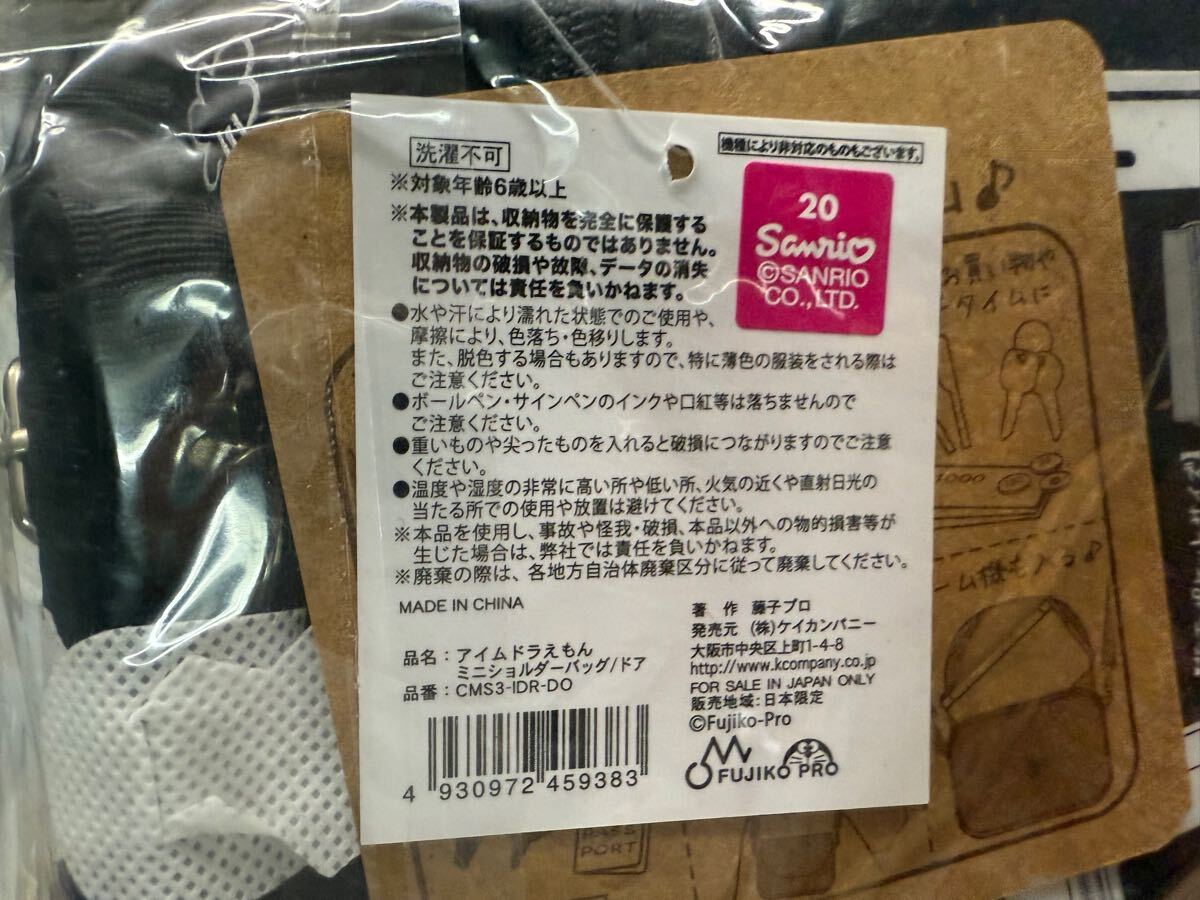 洗濯不可
機種により非対応のものもございます。
※対象年齢6歳以上
※本製品は、収納物を完全に保護する
ことを保証するものではありません。
収納物の破損や故障、データの消失
については責任を負いかねます。
20
Sanrio
©SANRIO
CO.,LTD.
●水や汗により濡れた状態でのご使用や、
摩擦により、色落ち・色移りします。
また、脱色する場合もありますので、特に薄色の服装をされる際は
ご注意ください。
●ボールペン・サインペンのインクや口紅等は落ちませんので
ご注意ください。
●重いものや尖ったものを入れると破損につながりますのでご注意
ください。
●温度や湿度の非常に高い所や低い所、火気の近くや直射日光の
当たる所での使用や放置は避けてください。
※本品を使用し、事故や怪我・破損、本品以外への物的損害等が
生じた場合は、弊社では責任を負いかねます。
※廃棄の際は、各地方自治体廃棄区分に従って廃棄してください。
MADE IN CHINA
品名：アイムドラえもん
ミニショルダーバッグ/ドア
品番：CMS3-IDR-DO
4 930972 459383
著 作 藤子プロ
発売元 (株)ケイカンパニー
大阪市中央区上町1-4-8
http://www.kcompany.co.jp
FOR SALE IN JAPAN ONLY
販売地域:日本限定
©Fujiko-Pro
FUJIKO PRO
お買い物や
タイムに
1000
ーム機も入る♪
PASS
PORT